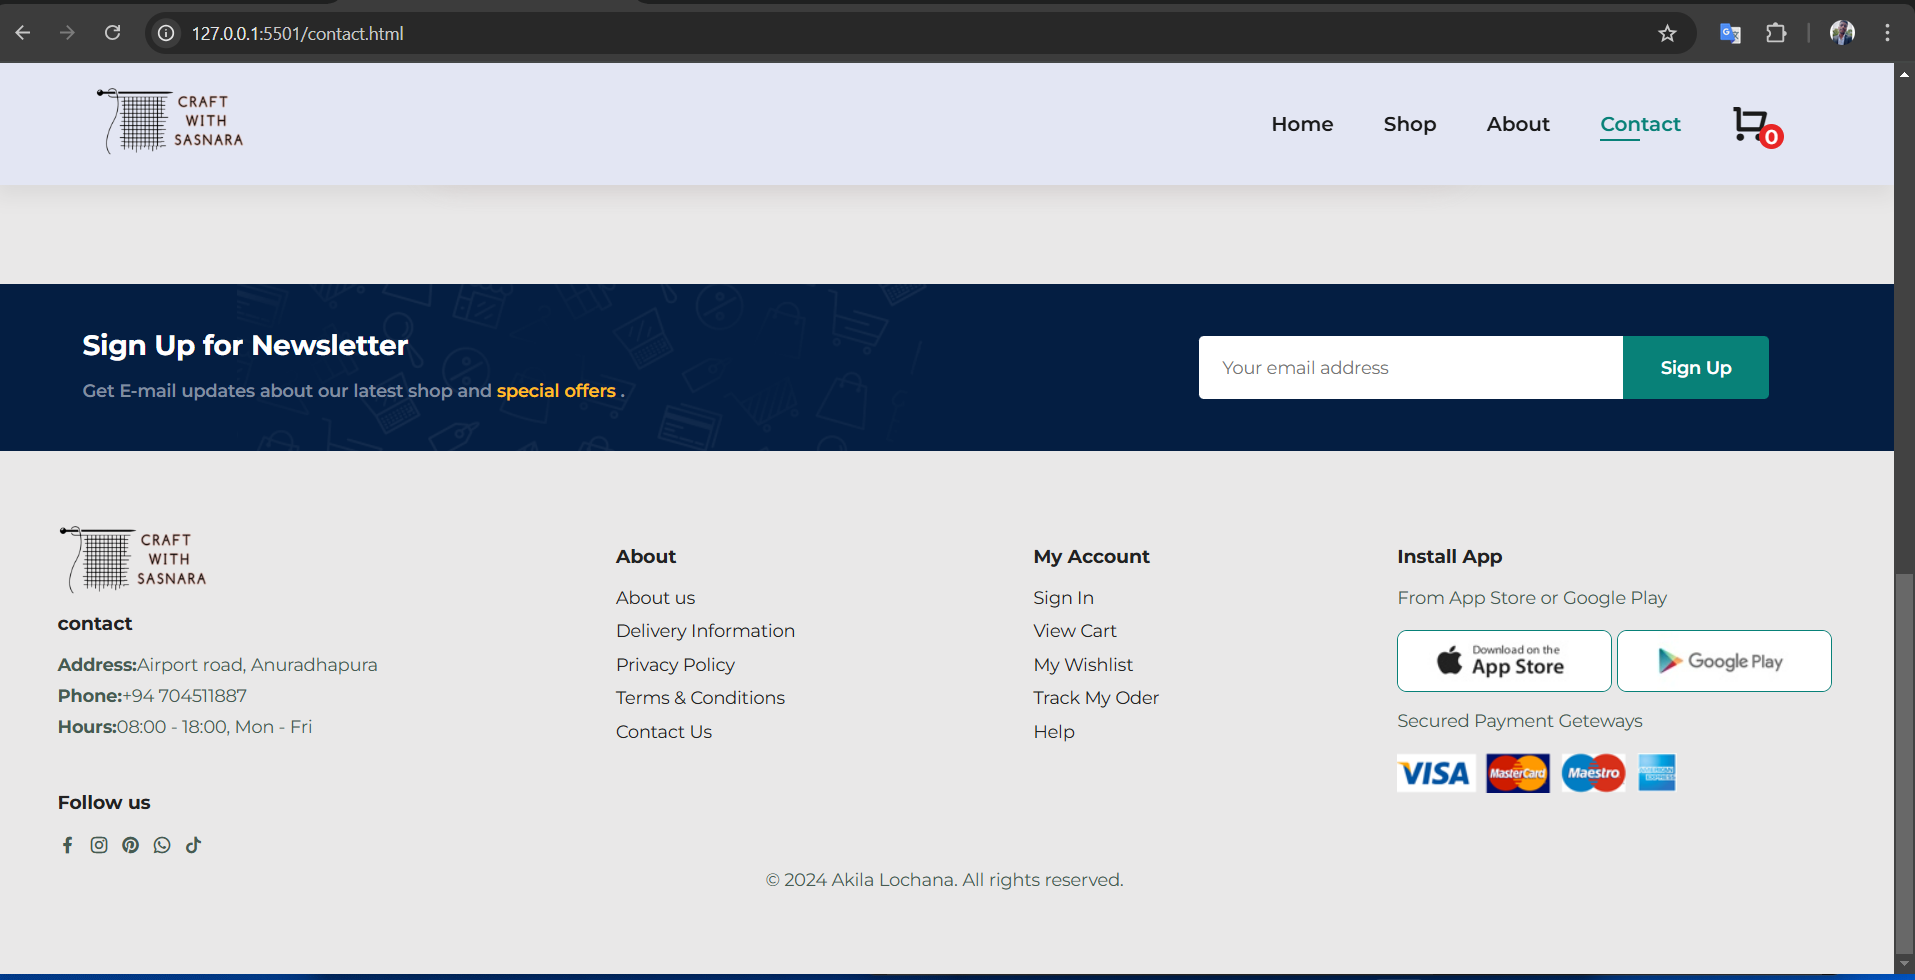 127.0.0.1:5501/contact.html
CRAFT
WITH
SASNARA
Home
Shop
About
Contact
0
Sign Up for Newsletter
Get E-mail updates about our latest shop and special offers .
Your email address
Sign Up
CRAFT
WITH
SASNARA
contact
Address:Airport road, Anuradhapura
Phone:+94 704511887
Hours:08:00 - 18:00, Mon - Fri
Follow us
About
About us
Delivery Information
Privacy Policy
Terms & Conditions
Contact Us
My Account
Sign In
View Cart
My Wishlist
Track My Oder
Help
Install App
From App Store or Google Play
Download on the
App Store
Google Play
Secured Payment Geteways
VISA
MasterCard
Maestro
AMERICAN
EXPRESS
© 2024 Akila Lochana. All rights reserved.